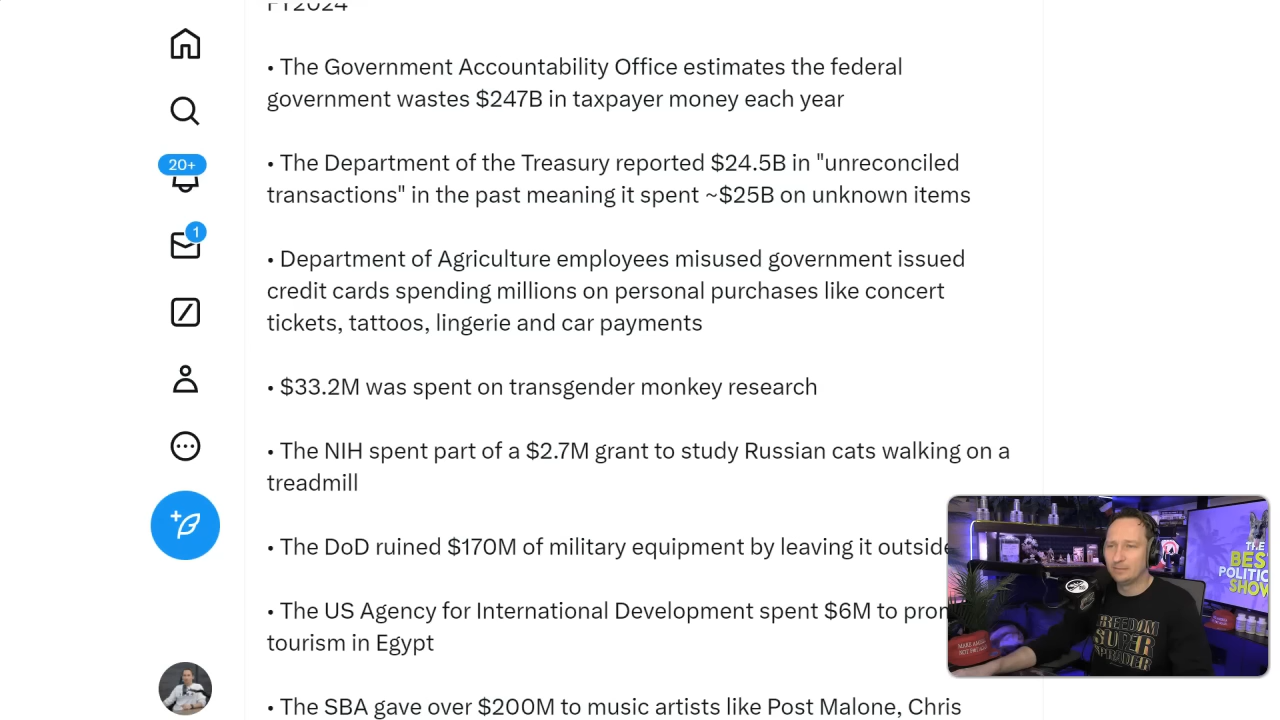 FY2024
• The Government Accountability Office estimates the federal
government wastes $247B in taxpayer money each year
20+
• The Department of the Treasury reported $24.5B in "unreconciled
transactions" in the past meaning it spent ~$25B on unknown items
1
• Department of Agriculture employees misused government issued
credit cards spending millions on personal purchases like concert
tickets, tattoos, lingerie and car payments
• $33.2M was spent on transgender monkey research
• The NIH spent part of a $2.7M grant to study Russian cats walking on a
treadmill
• The DoD ruined $170M of military equipment by leaving it outside
• The US Agency for International Development spent $6M to prom
tourism in Egypt
• The SBA gave over $200M to music artists like Post Malone, Chris
THE
BEST
POLITIC
SHOW
FREEDOM
SUPER
SPREADER